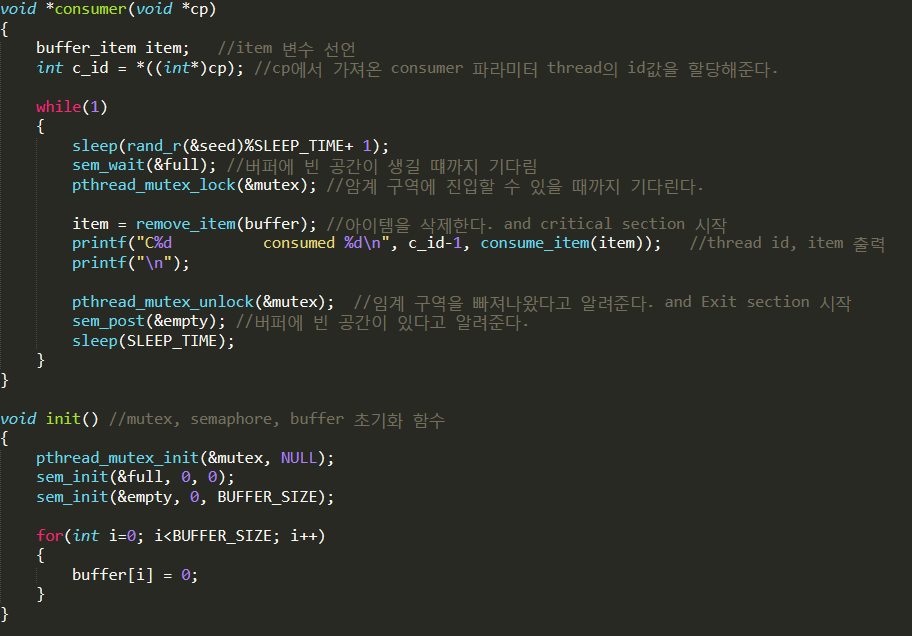 void *consumer(void *cp)
{
    buffer_item item;   //item 변수 선언
    int c_id = *((int*)cp); //cp에서 가져온 consumer 파라미터 thread의 id값을 할당해준다.

    while(1)
    {
        sleep(rand_r(&seed)%SLEEP_TIME+ 1);
        sem_wait(&full); //버퍼에 빈 공간이 생길 때까지 기다림
        pthread_mutex_lock(&mutex); //임계 구역에 진입할 수 있을 때까지 기다린다.

        item = remove_item(buffer); //아이템을 삭제한다. and critical section 시작
        printf("C%d          consumed %d\n", c_id-1, consume_item(item));   //thread id, item 출력
        printf("\n");

        pthread_mutex_unlock(&mutex);  //임계 구역을 빠져나왔다고 알려준다. and Exit section 시작
        sem_post(&empty); //버퍼에 빈 공간이 있다고 알려준다.
        sleep(SLEEP_TIME);
    }
}

void init() //mutex, semaphore, buffer 초기화 함수
{
    pthread_mutex_init(&mutex, NULL);
    sem_init(&full, 0, 0);
    sem_init(&empty, 0, BUFFER_SIZE);

    for(int i=0; i<BUFFER_SIZE; i++)
    {
        buffer[i] = 0;
    }
}